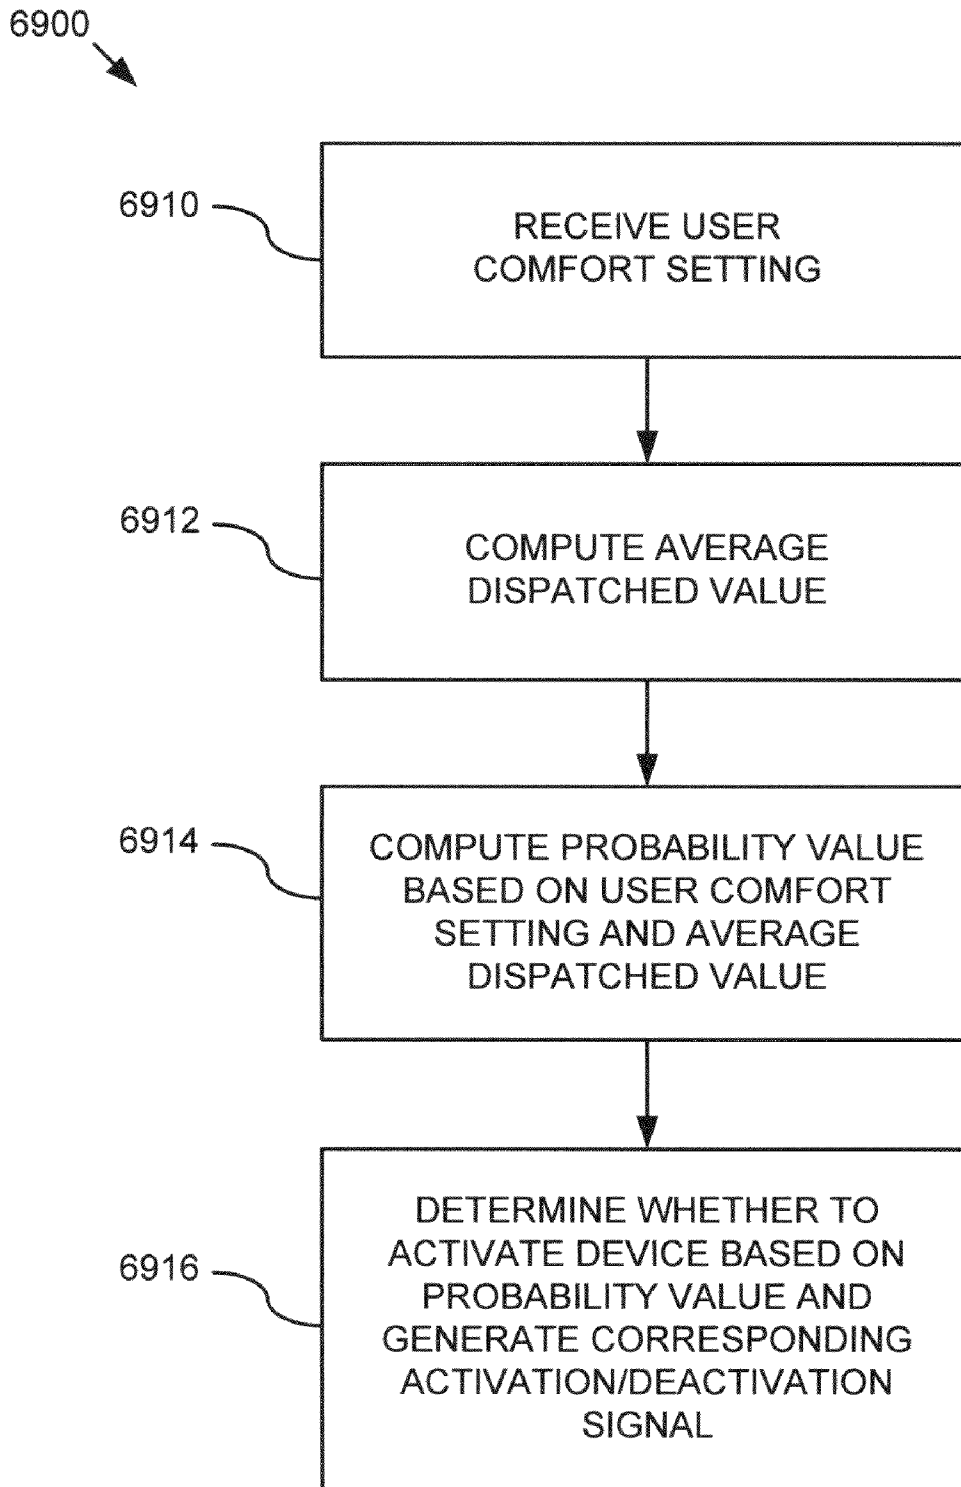 6900
6910
RECEIVE USER
COMFORT SETTING
6912
COMPUTE AVERAGE
DISPATCHED VALUE
6914
COMPUTE PROBABILITY VALUE
BASED ON USER COMFORT
SETTING AND AVERAGE
DISPATCHED VALUE
6916
DETERMINE WHETHER TO
ACTIVATE DEVICE BASED ON
PROBABILITY VALUE AND
GENERATE CORRESPONDING
ACTIVATION/DEACTIVATION
SIGNAL